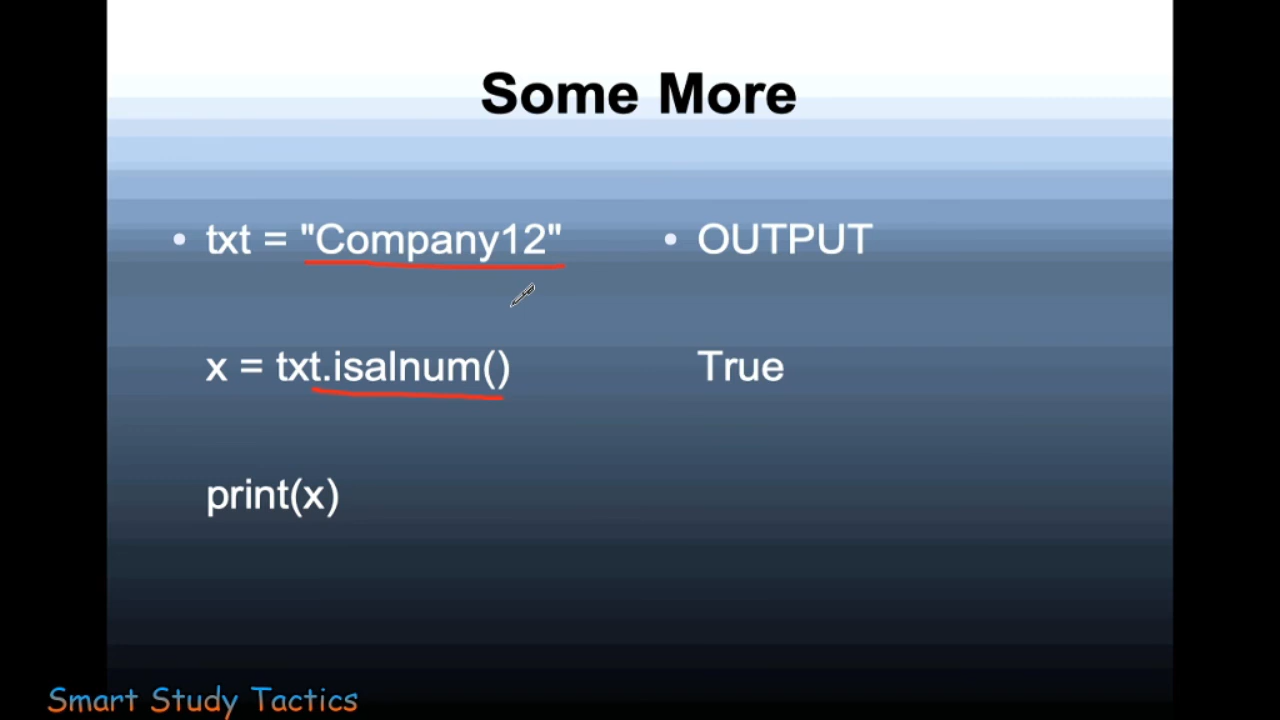 Some More
• txt = "Company12"
x = txt.isalnum()
print(x)
• OUTPUT
True
Smart Study Tactics